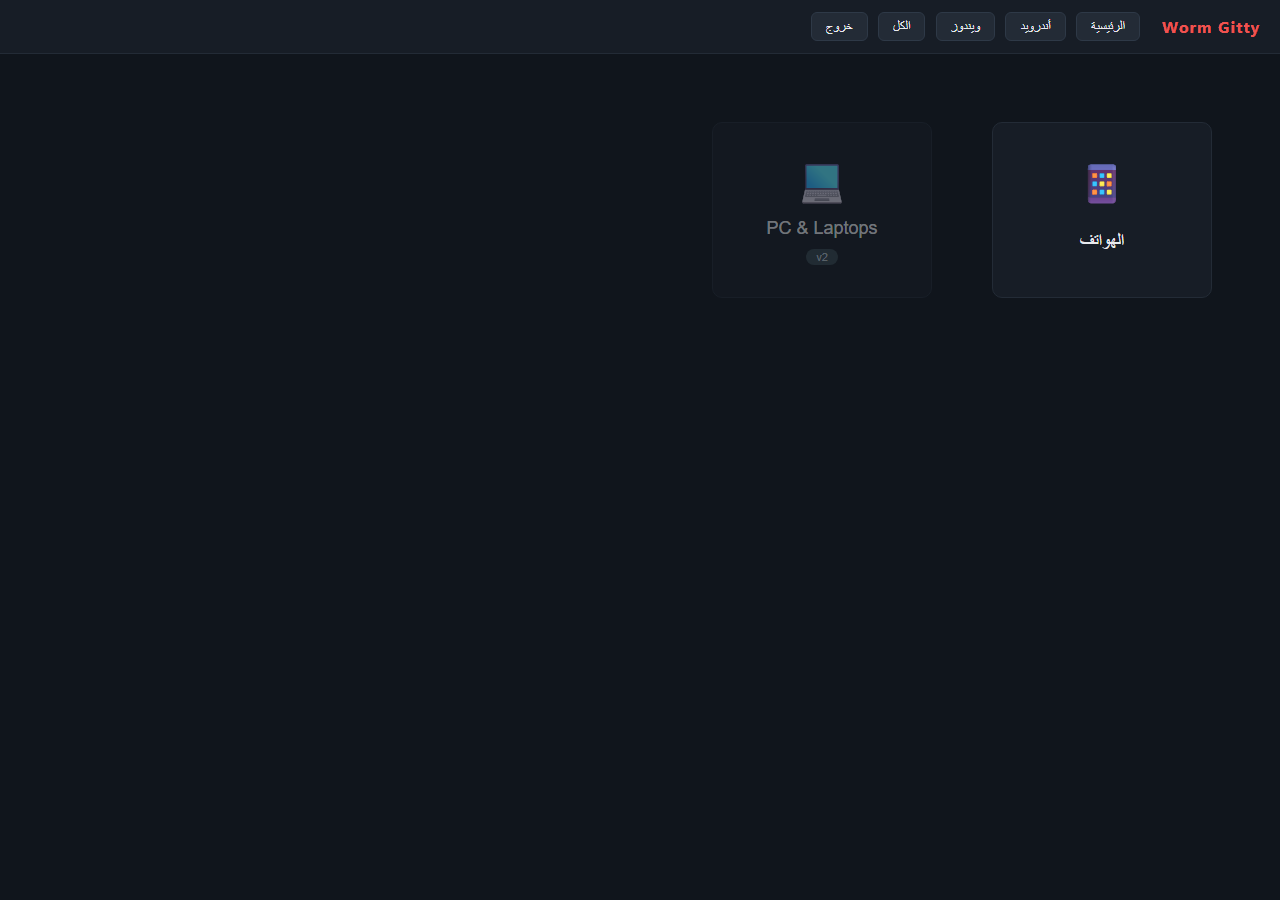 Worm Gitty
الرئيسية
أندرويد
ويندوز
الكل
خروج
الهواتف
PC & Laptops
v2